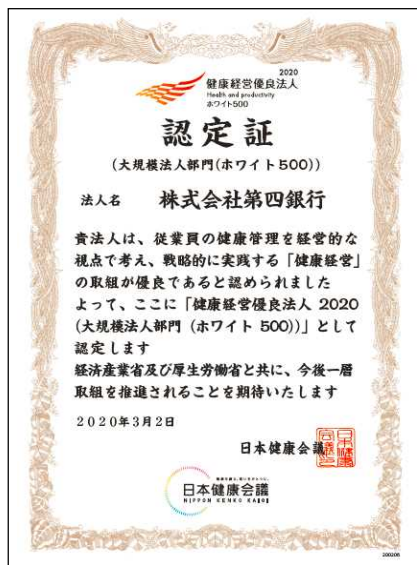 2020
健康経営優良法人
Health and productivity
ホワイト500
認定証
(大規模法人部門(ホワイト500))
法人名 株式会社第四銀行
貴法人は、従業員の健康管理を経営的な
視点で考え、戦略的に実践する「健康経営」
の取組が優良であると認められました
よって、ここに「健康経営優良法人 2020
(大規模法人部門 (ホワイト 500))」として
認定します
経済産業省及び厚生労働省と共に、今後一層
取組を推進されることを期待いたします
2020年3月2日
日本健康会議
日本健康会議
NIPPON KENKO KAIGI